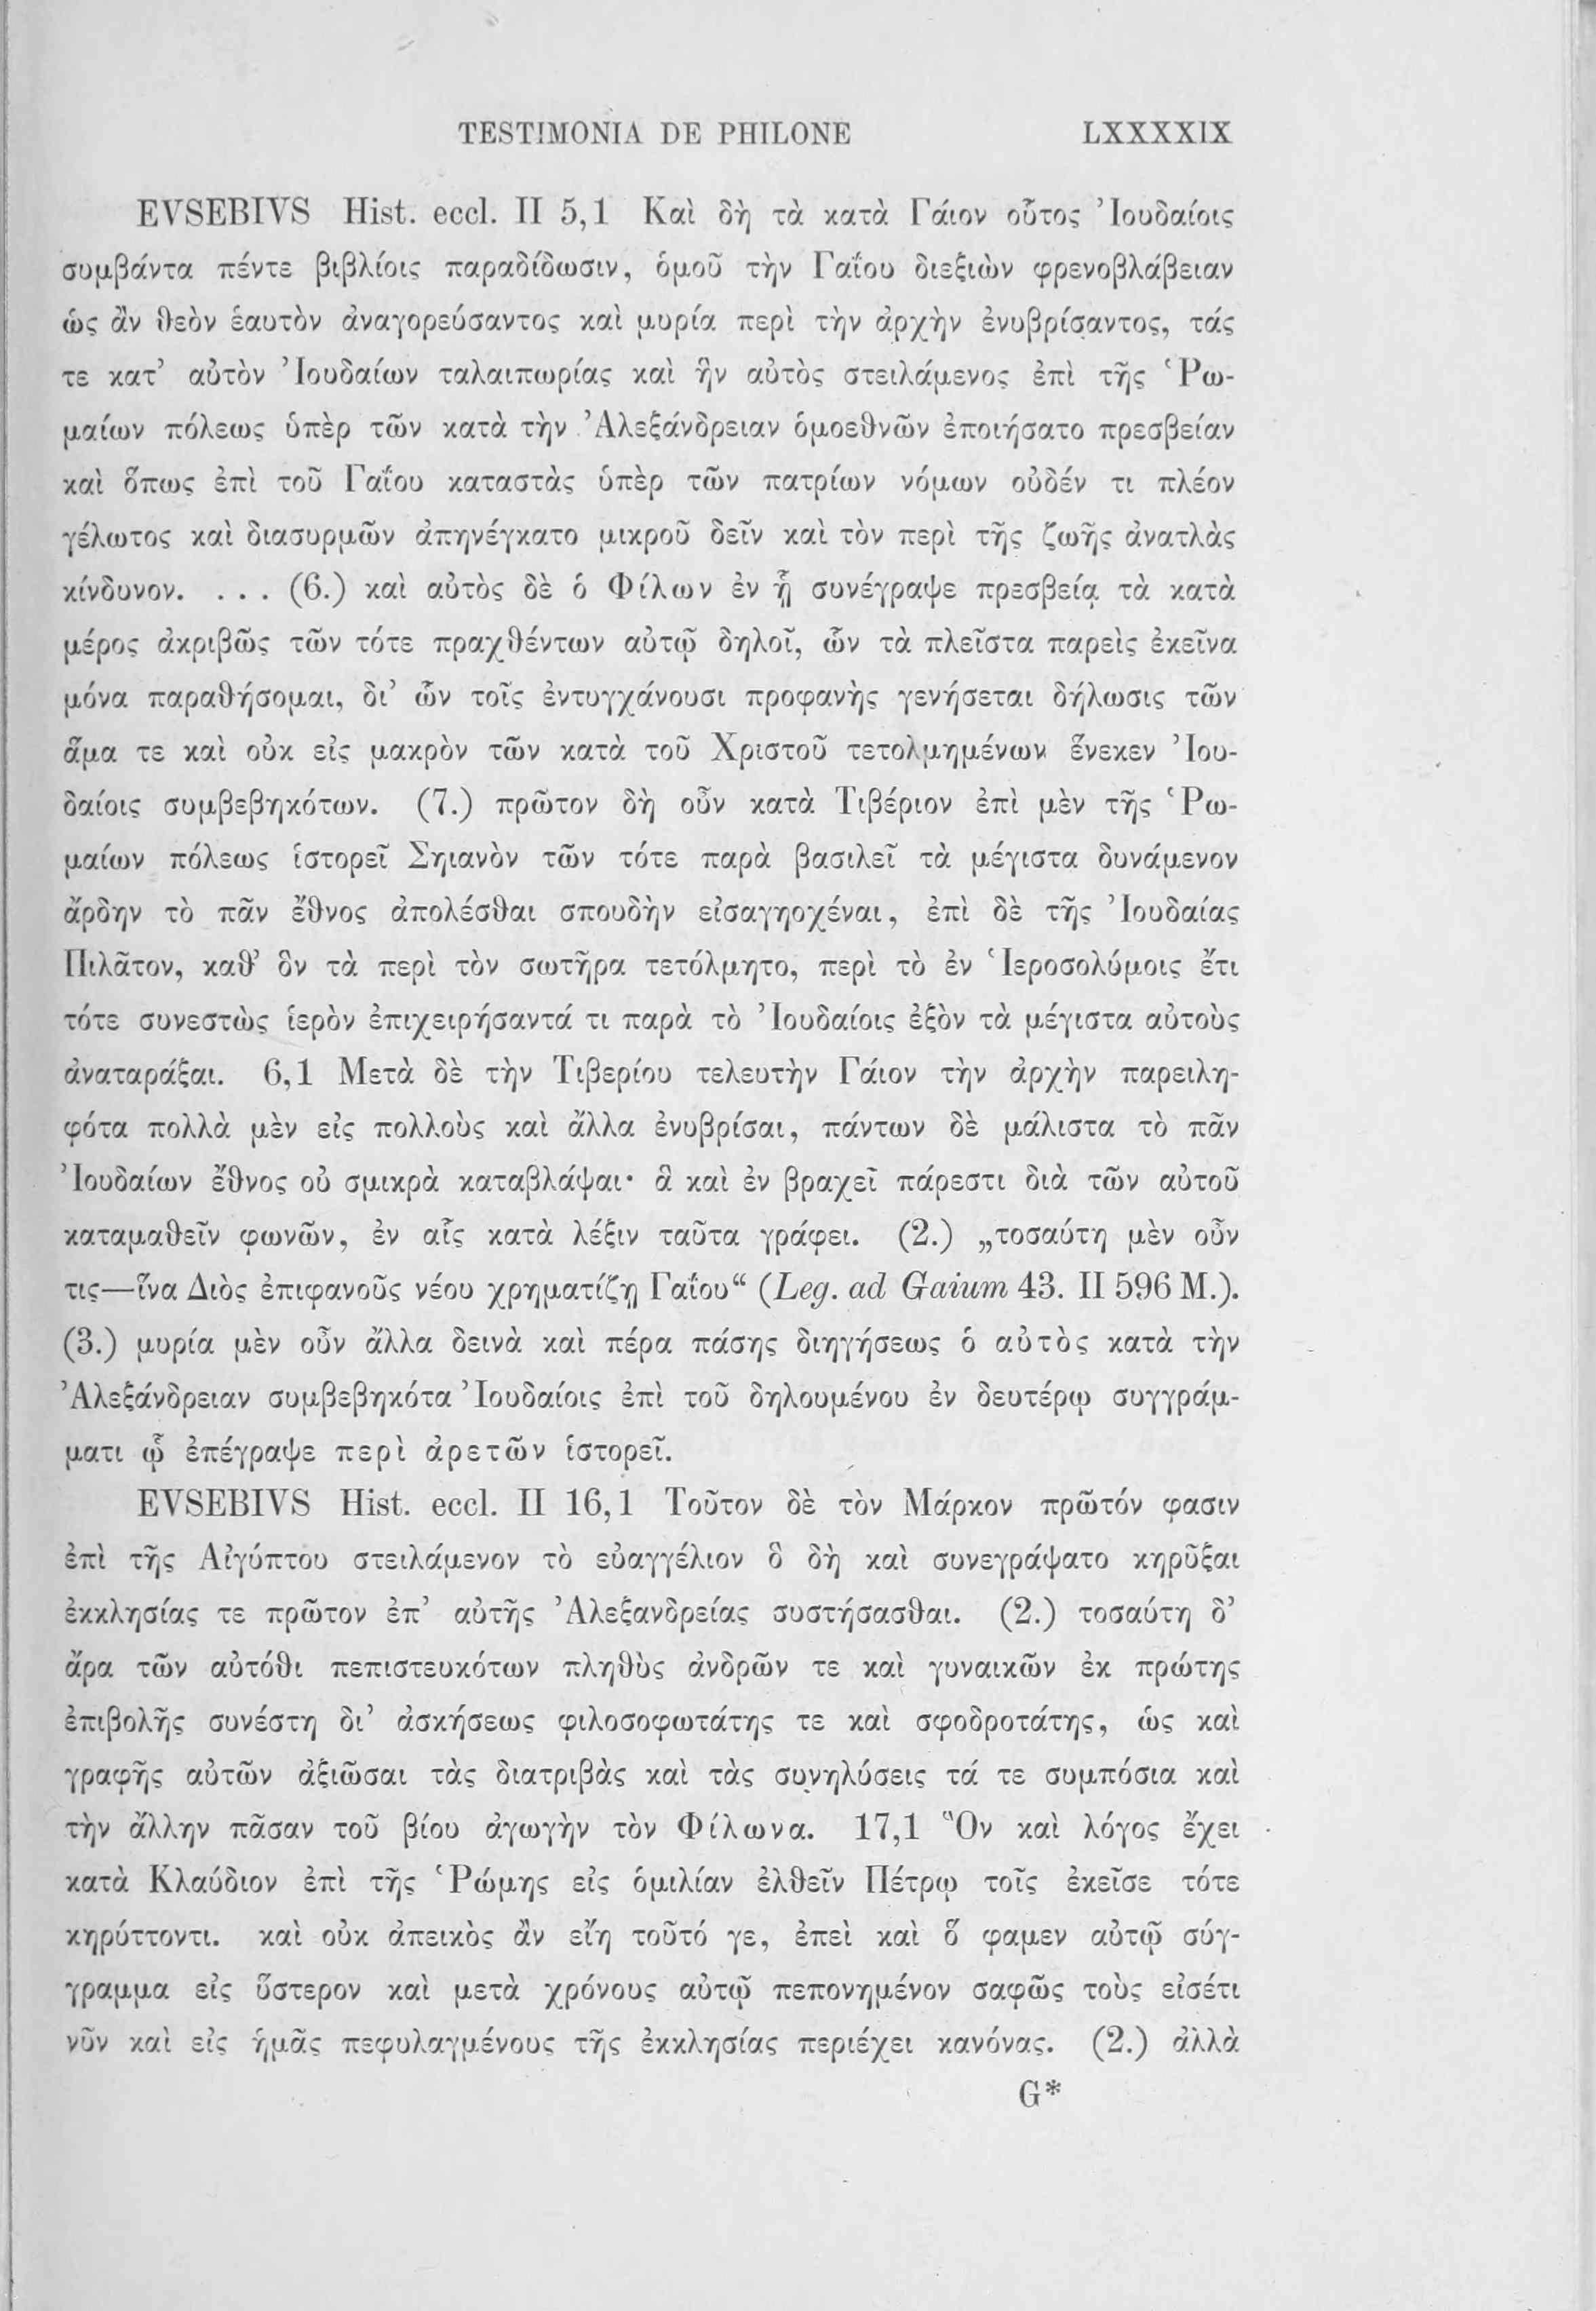 TESTIMONIA DE PHILONE LXXXXIX
EVSEBIVS Hist. eccl. II 5,1 Καὶ δὴ τὰ κατὰ Γάιον οὗτος Ἰουδαίοις
συμβάντα πέντε βιβλίοις παραδίδωσιν, ὁμοῦ τὴν Γαΐου διεξιὼν φρενοβλάβειαν
ὡς ἂν θεὸν ἑαυτὸν ἀναγορεύσαντος καὶ μυρία περὶ τὴν ἀρχὴν ἐνυβρίσαντος, τάς
τε κατ’ αὐτὸν Ἰουδαίων ταλαιπωρίας καὶ ἣν αὐτὸς στειλάμενος ἐπὶ τῆς Ῥω-
μαίων πόλεως ὑπὲρ τῶν κατὰ τὴν Ἀλεξάνδρειαν ὁμοεθνῶν ἐποιήσατο πρεσβείαν
καὶ ὅπως ἐπὶ τοῦ Γαΐου καταστὰς ὑπὲρ τῶν πατρίων νόμων οὐδέν τι πλέον
γέλωτος καὶ διασυρμῶν ἀπηνέγκατο μικροῦ δεῖν καὶ τὸν περὶ τῆς ζωῆς ἀνατλὰς
κίνδυνον. . . . (6.) καὶ αὐτὸς δὲ ὁ Φίλων ἐν ᾗ συνέγραψε πρεσβείᾳ τὰ κατὰ
μέρος ἀκριβῶς τῶν τότε πραχθέντων αὐτῷ δηλοῖ, ὧν τὰ πλεῖστα παρεὶς ἐκεῖνα
μόνα παραθήσομαι, δι’ ὧν τοῖς ἐντυγχάνουσι προφανὴς γενήσεται δήλωσις τῶν
ἅμα τε καὶ οὐκ εἰς μακρὸν τῶν κατὰ τοῦ Χριστοῦ τετολμημένων ἕνεκεν Ἰου-
δαίοις συμβεβηκότων. (7.) πρῶτον δὴ οὖν κατὰ Τιβέριον ἐπὶ μὲν τῆς Ῥω-
μαίων πόλεως ἱστορεῖ Σηιανὸν τῶν τότε παρὰ βασιλεῖ τὰ μέγιστα δυνάμενον
ἄρδην τὸ πᾶν ἔθνος ἀπολέσθαι σπουδὴν εἰσαγηοχέναι, ἐπὶ δὲ τῆς Ἰουδαίας
Πιλᾶτον, καθ’ ὃν τὰ περὶ τὸν σωτῆρα τετόλμητο, περὶ τὸ ἐν Ἱεροσολύμοις ἔτι
τότε συνεστὼς ἱερὸν ἐπιχειρήσαντά τι παρὰ τὸ Ἰουδαίοις ἐξὸν τὰ μέγιστα αὐτοὺς
ἀναταράξαι. 6,1 Μετὰ δὲ τὴν Τιβερίου τελευτὴν Γάιον τὴν ἀρχὴν παρειλη-
φότα πολλὰ μὲν εἰς πολλοὺς καὶ ἄλλα ἐνυβρίσαι, πάντων δὲ μάλιστα τὸ πᾶν
Ἰουδαίων ἔθνος οὐ σμικρὰ καταβλάψαι· ἃ καὶ ἐν βραχεῖ πάρεστι διὰ τῶν αὐτοῦ
καταμαθεῖν φωνῶν, ἐν αἷς κατὰ λέξιν ταῦτα γράφει. (2.) „τοσαύτη μὲν οὖν
τις—ἵνα Διὸς ἐπιφανοῦς νέου χρηματίζῃ Γαΐου“ (Leg. ad Gaium 43. II 596 M.).
(3.) μυρία μὲν οὖν ἄλλα δεινὰ καὶ πέρα πάσης διηγήσεως ὁ αὐτὸς κατὰ τὴν
Ἀλεξάνδρειαν συμβεβηκότα Ἰουδαίοις ἐπὶ τοῦ δηλουμένου ἐν δευτέρῳ συγγράμ-
ματι ᾧ ἐπέγραψε περὶ ἀρετῶν ἱστορεῖ.
EVSEBIVS Hist. eccl. II 16,1 Τοῦτον δὲ τὸν Μάρκον πρῶτόν φασιν
ἐπὶ τῆς Αἰγύπτου στειλάμενον τὸ εὐαγγέλιον ὃ δὴ καὶ συνεγράψατο κηρῦξαι
ἐκκλησίας τε πρῶτον ἐπ’ αὐτῆς Ἀλεξανδρείας συστήσασθαι. (2.) τοσαύτη δ’
ἄρα τῶν αὐτόθι πεπιστευκότων πληθὺς ἀνδρῶν τε καὶ γυναικῶν ἐκ πρώτης
ἐπιβολῆς συνέστη δι’ ἀσκήσεως φιλοσοφωτάτης τε καὶ σφοδροτάτης, ὡς καὶ
γραφῆς αὐτῶν ἀξιῶσαι τὰς διατριβὰς καὶ τὰς συνηλύσεις τά τε συμπόσια καὶ
τὴν ἄλλην πᾶσαν τοῦ βίου ἀγωγὴν τὸν Φίλωνα. 17,1 Ὃν καὶ λόγος ἔχει
κατὰ Κλαύδιον ἐπὶ τῆς Ῥώμης εἰς ὁμιλίαν ἐλθεῖν Πέτρῳ τοῖς ἐκεῖσε τότε
κηρύττοντι. καὶ οὐκ ἀπεικὸς ἂν εἴη τοῦτό γε, ἐπεὶ καὶ ὅ φαμεν αὐτῷ σύγ-
γραμμα εἰς ὕστερον καὶ μετὰ χρόνους αὐτῷ πεπονημένον σαφῶς τοὺς εἰσέτι
νῦν καὶ εἰς ἡμᾶς πεφυλαγμένους τῆς ἐκκλησίας περιέχει κανόνας. (2.) ἀλλὰ
G*